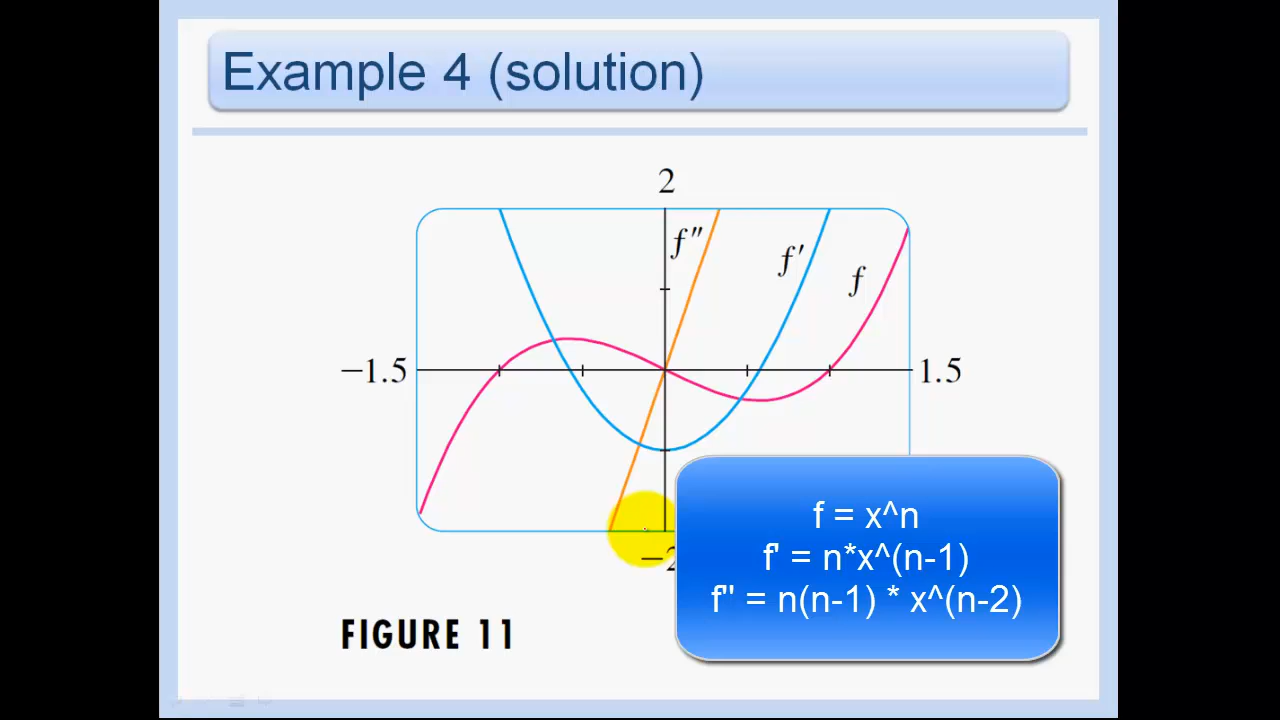 Example 4 (solution)
2
f″
f′
f
−1.5
1.5
−2
f = x^n
f' = n*x^(n-1)
f'' = n(n-1) * x^(n-2)
FIGURE 11